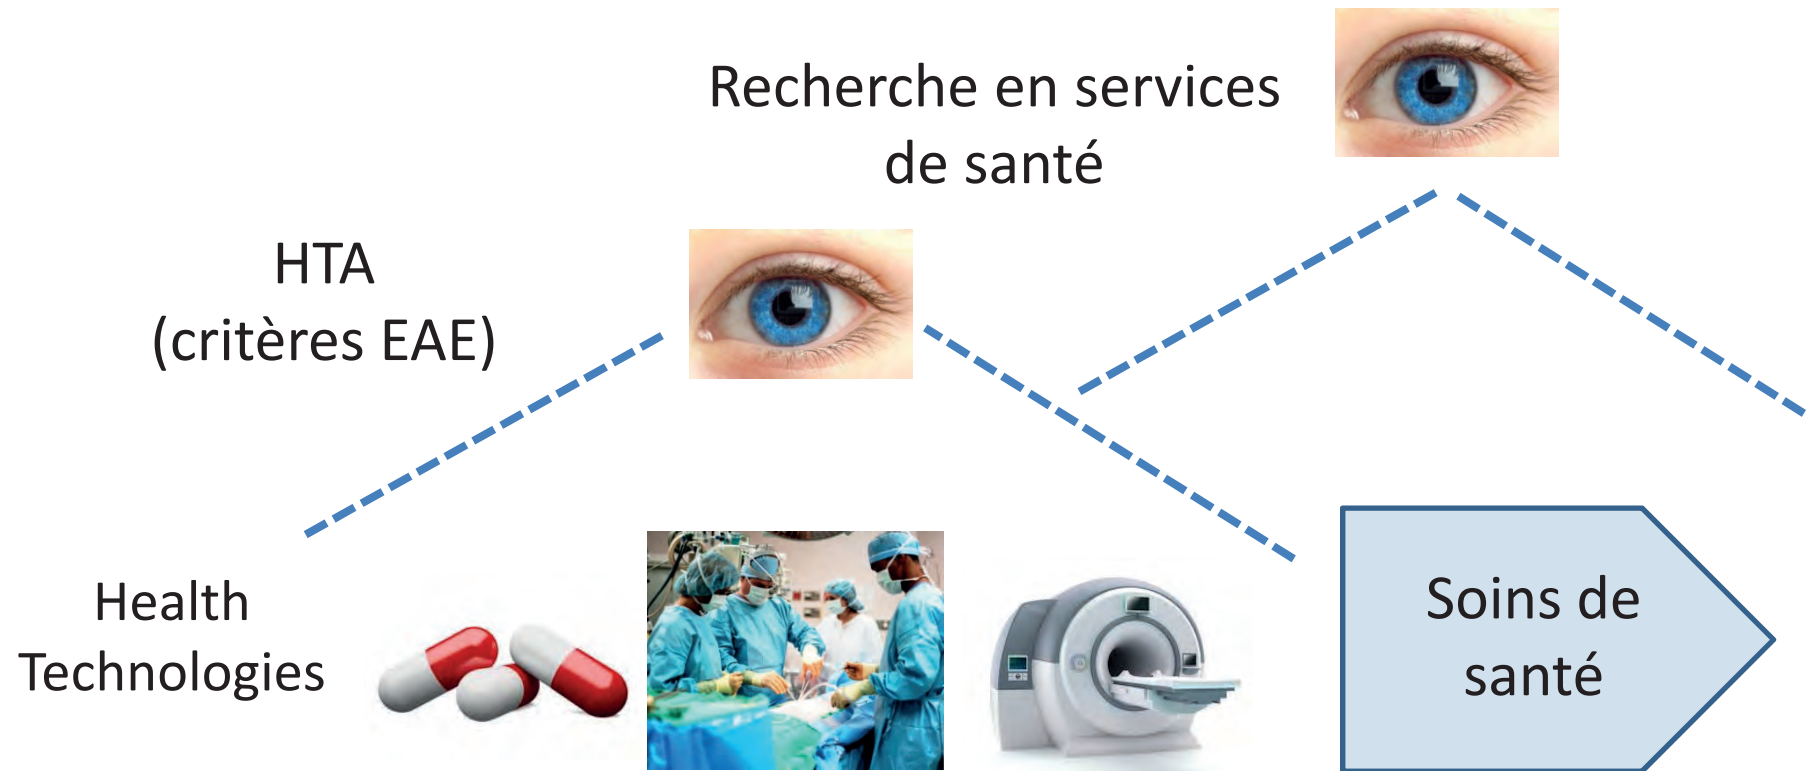 Recherche en services
de santé
HTA
(critères EAE)
Health
Technologies
Soins de
santé